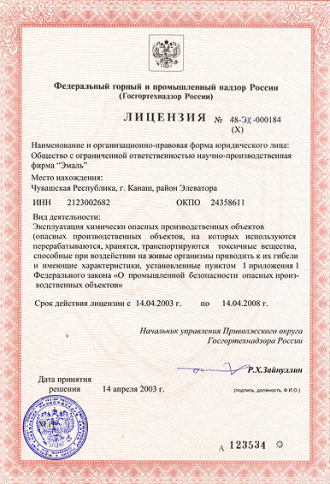 Федеральный горный и промышленный надзор России
(Госгортехнадзор России)
ЛИЦЕНЗИЯ № 48-ЭХ-000184
(Х)
Наименование и организационно-правовая форма юридического лица:
Общество с ограниченной ответственностью научно-производственная
фирма “Эмаль”
Место нахождения:
Чувашская Республика, г. Канаш, район Элеватора
ИНН 2123002682 ОКПО 24358611
Вид деятельности:
Эксплуатация химически опасных производственных объектов
(опасных производственных объектов, на которых используются
перерабатываются, хранятся, транспортируются токсичные вещества,
способные при воздействии на живые организмы приводить к их гибели
и имеющие характеристики, установленные пунктом 1 приложения 1
Федерального закона «О промышленной безопасности опасных произ-
водственных объектов»
Срок действия лицензии с 14.04.2003 г. до 14.04.2008 г.
Начальник управления Приволжского округа
Госгортехнадзора России
Р.Х.Зайнуллин
Дата принятия
решения 14 апреля 2003 г.
(подпись, должность, Ф.И.О.)
А 123534